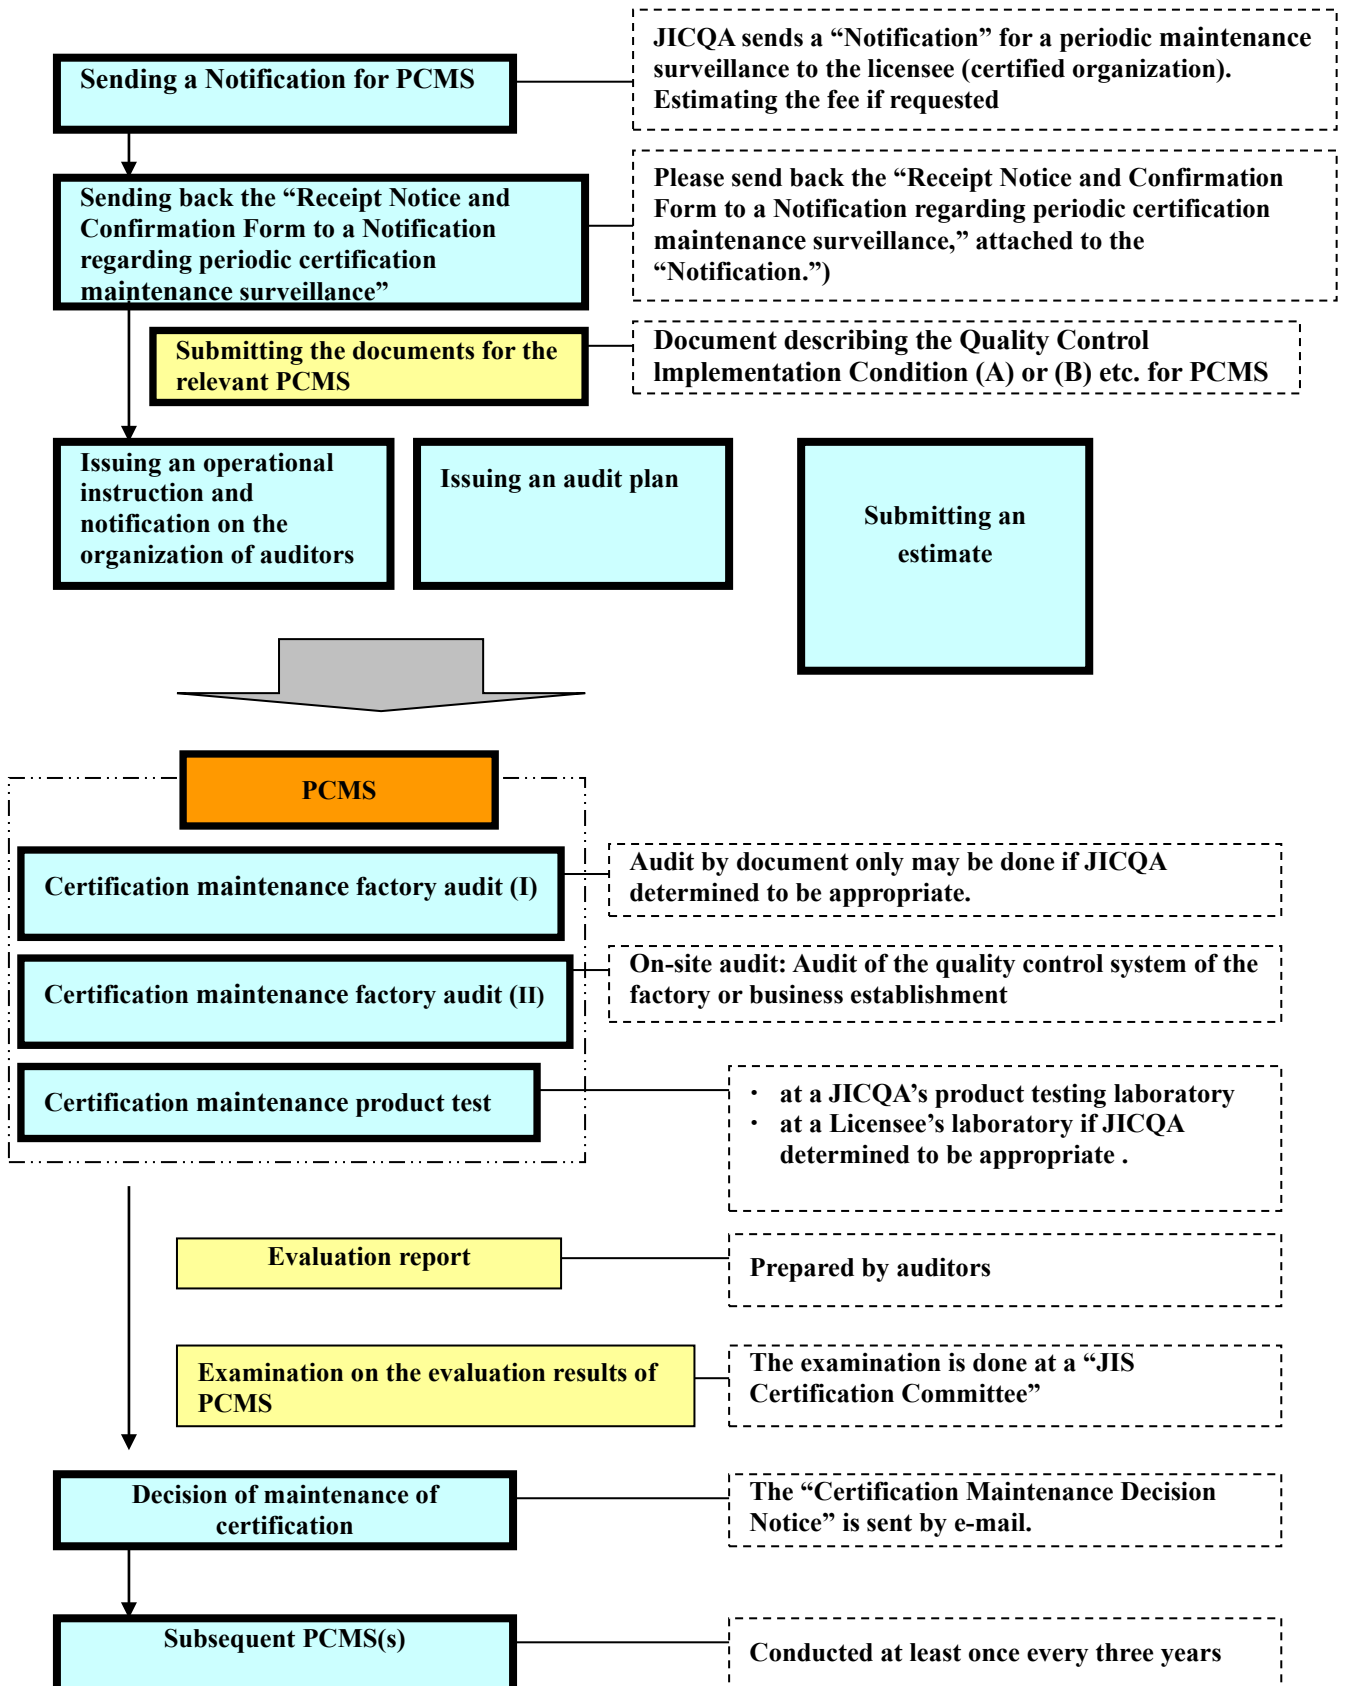 Sending a Notification for PCMS
JICQA sends a “Notification” for a periodic maintenance
surveillance to the licensee (certified organization).
Estimating the fee if requested
Sending back the “Receipt Notice and
Confirmation Form to a Notification
regarding periodic certification
maintenance surveillance”
Please send back the “Receipt Notice and Confirmation
Form to a Notification regarding periodic certification
maintenance surveillance,” attached to the
“Notification.”)
Submitting the documents for the
relevant PCMS
Document describing the Quality Control
Implementation Condition (A) or (B) etc. for PCMS
Issuing an operational
instruction and
notification on the
organization of auditors
Issuing an audit plan
Submitting an
estimate
PCMS
Certification maintenance factory audit (I)
Audit by document only may be done if JICQA
determined to be appropriate.
Certification maintenance factory audit (II)
On-site audit: Audit of the quality control system of the
factory or business establishment
Certification maintenance product test
・ at a JICQA’s product testing laboratory
・ at a Licensee’s laboratory if JICQA
determined to be appropriate .
Evaluation report
Prepared by auditors
Examination on the evaluation results of
PCMS
The examination is done at a “JIS
Certification Committee”
Decision of maintenance of
certification
The “Certification Maintenance Decision
Notice” is sent by e-mail.
Subsequent PCMS(s)
Conducted at least once every three years